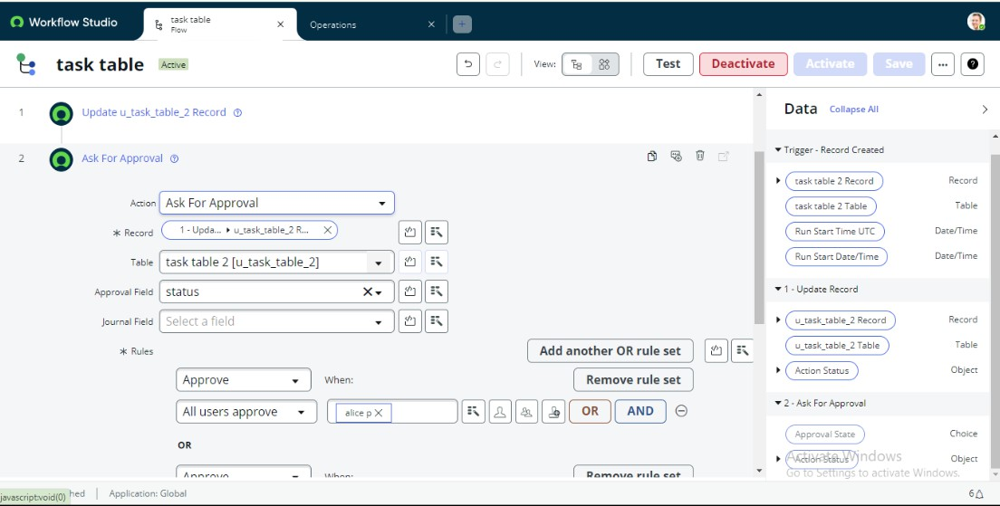 Workflow Studio
task table
Flow
Operations
task table Active
View:
Test Deactivate Activate Save
1 Update u_task_table_2 Record
2 Ask For Approval
Action Ask For Approval
* Record 1 - Upda... ▸ u_task_table_2 R...
Table task table 2 [u_task_table_2]
Approval Field status
Journal Field Select a field
* Rules Add another OR rule set
Approve When: Remove rule set
All users approve alice p OR AND
OR
Approve When: Remove rule set
Data Collapse All
Trigger - Record Created
task table 2 Record Record
task table 2 Table Table
Run Start Time UTC Date/Time
Run Start Date/Time Date/Time
1 - Update Record
u_task_table_2 Record Record
u_task_table_2 Table Table
Action Status Object
2 - Ask For Approval
Approval State Choice
Action Status Object
Activate Windows
Go to Settings to activate Windows.
javascript:void(0) hed Application: Global 6